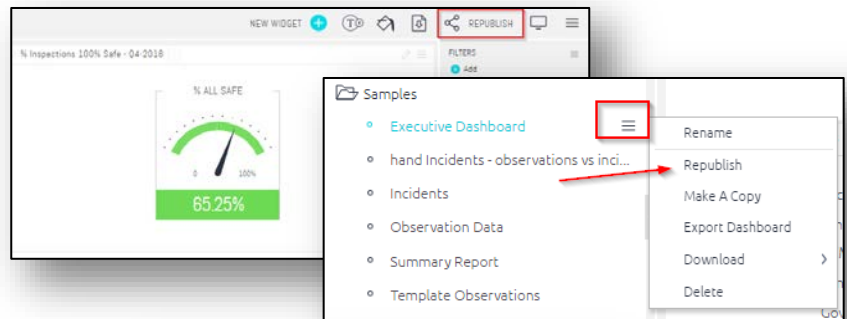 NEW WIDGET
REPUBLISH
% Inspections 100% Safe - 04-2018
FILTERS
Add
% ALL SAFE
0 100%
65.25%
Samples
Executive Dashboard
hand Incidents - observations vs inci...
Incidents
Observation Data
Summary Report
Template Observations
Rename
Republish
Make A Copy
Export Dashboard
Download
Delete